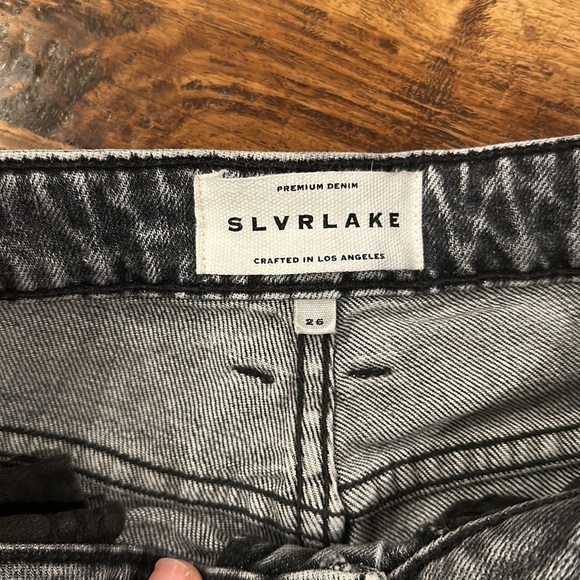 PREMIUM DENIM
SLVRLAKE
CRAFTED IN LOS ANGELES
26